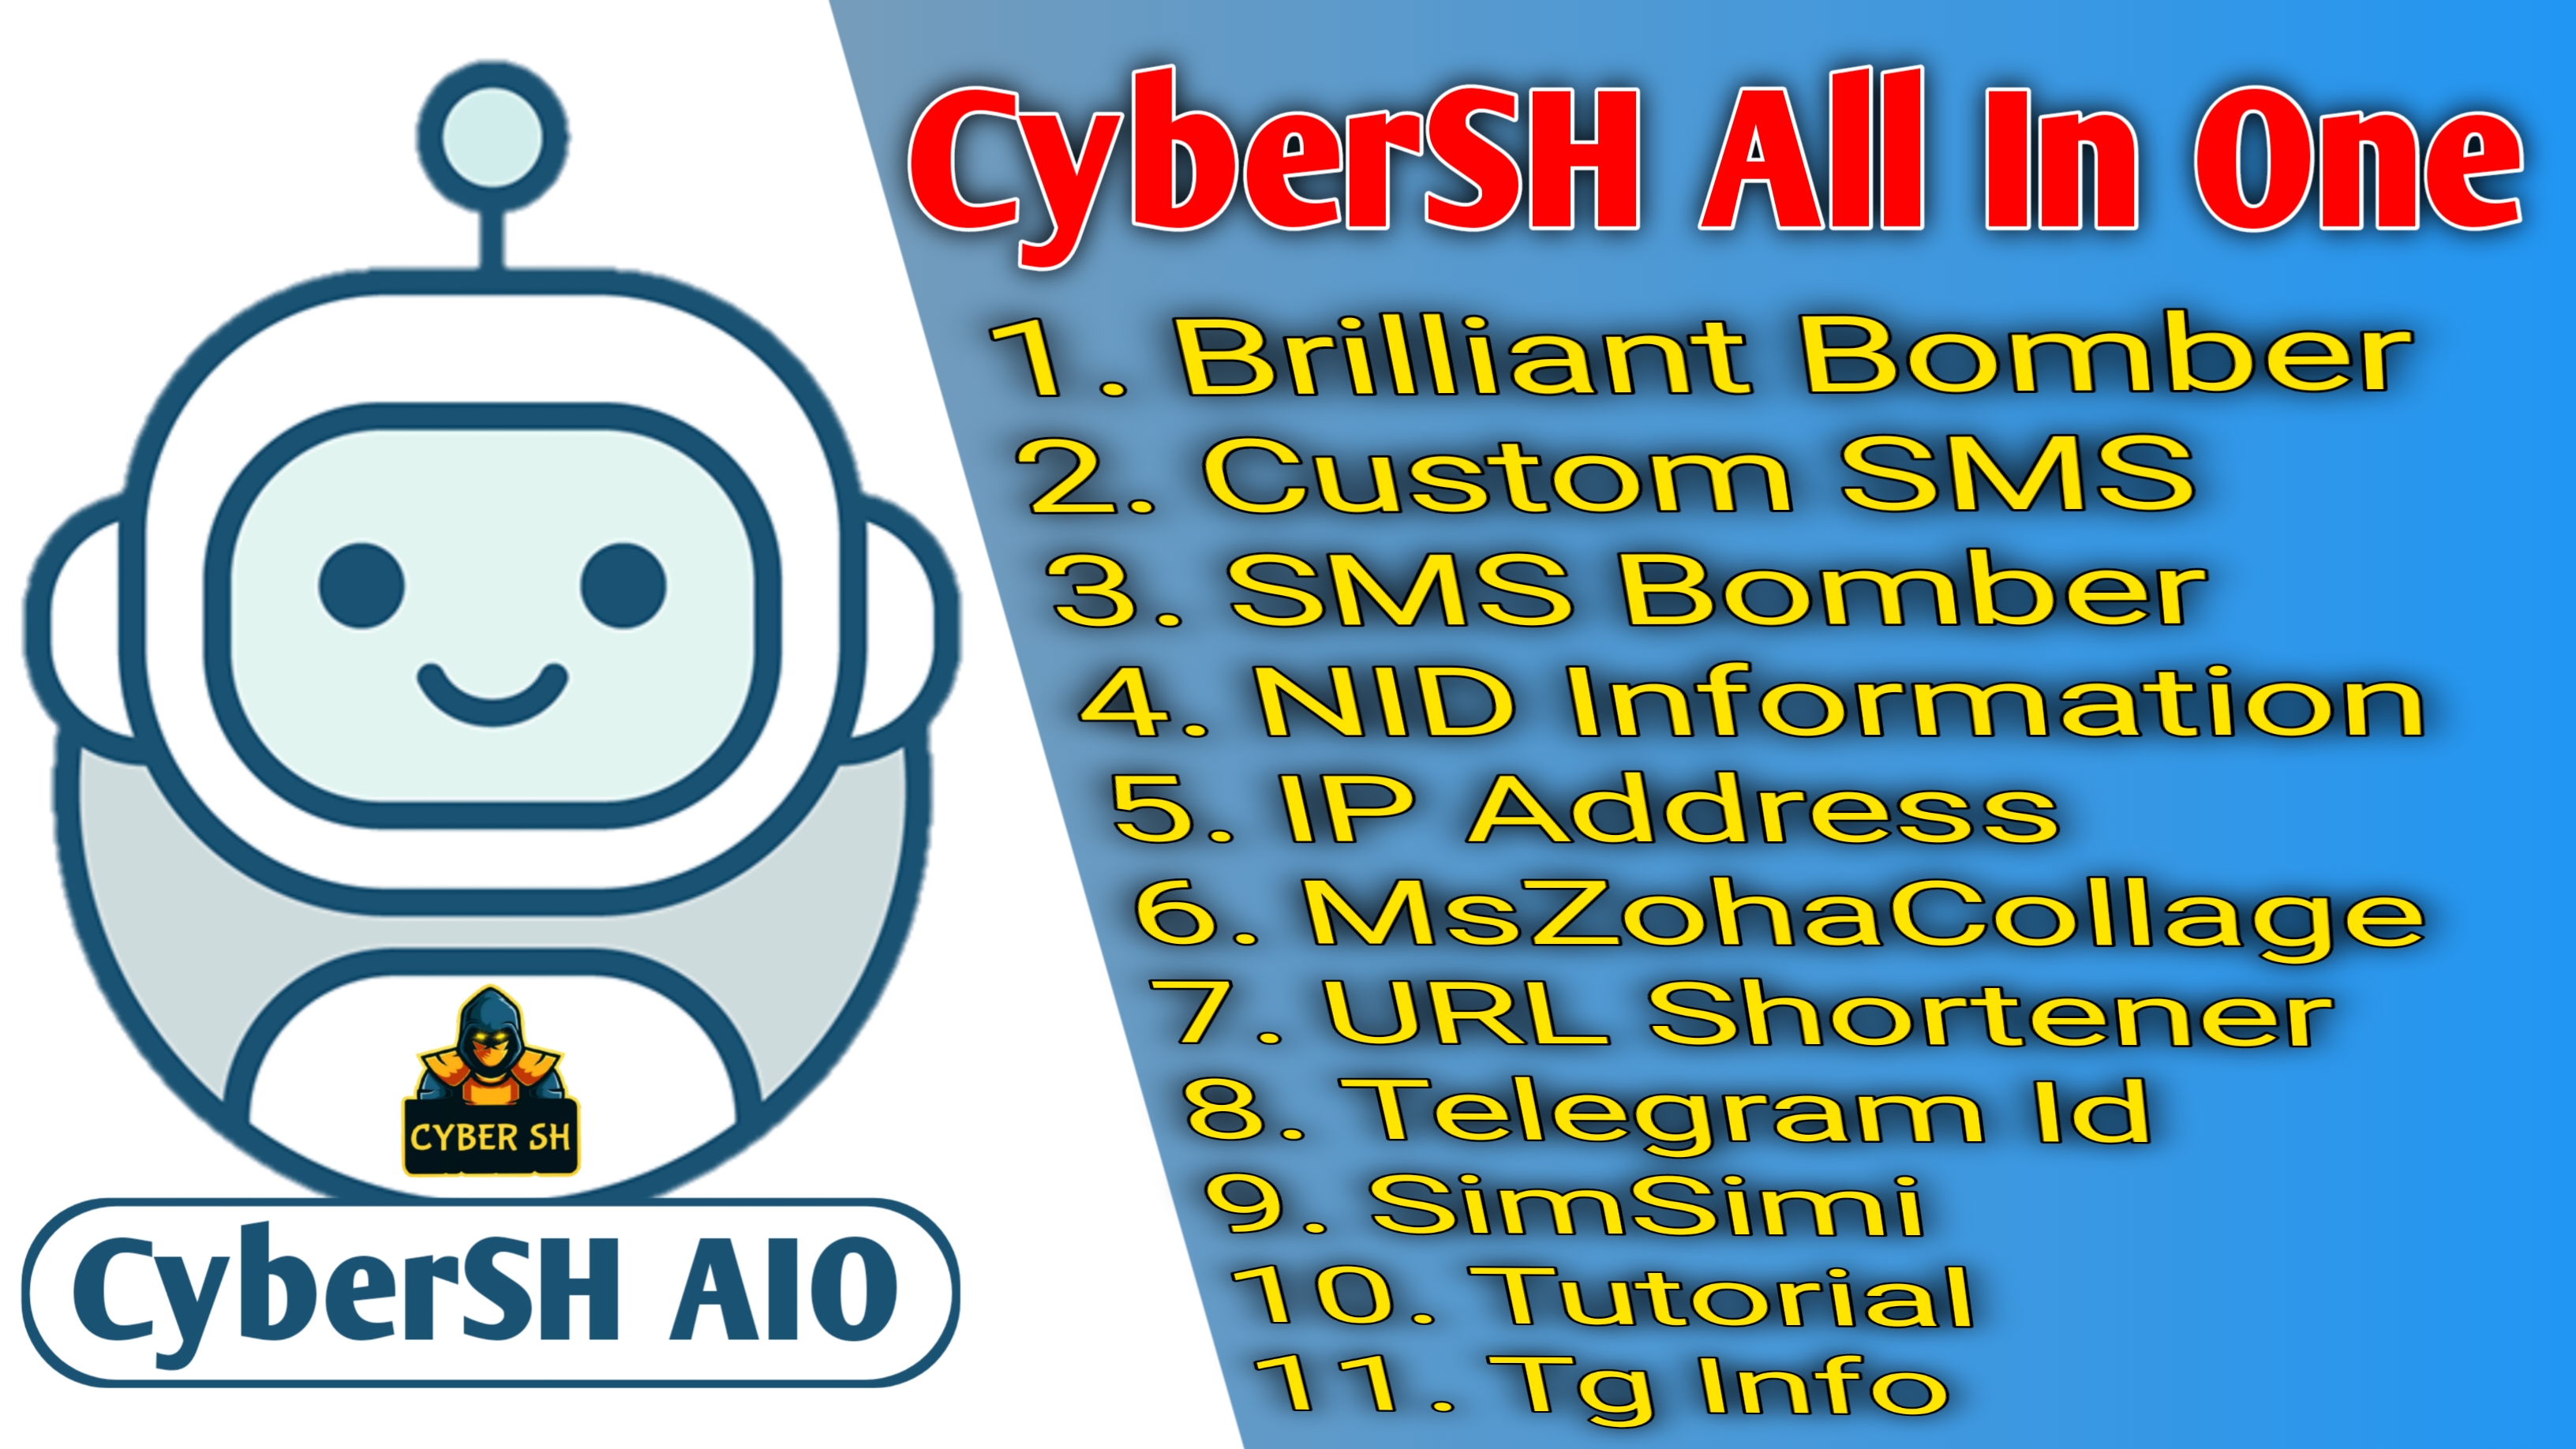 CyberSH All In One
1. Brilliant Bomber
2. Custom SMS
3. SMS Bomber
4. NID Information
5. IP Address
6. MsZohaCollage
7. URL Shortener
8. Telegram Id
9. SimSimi
10. Tutorial
11. Tg Info
CYBER SH
CyberSH AIO